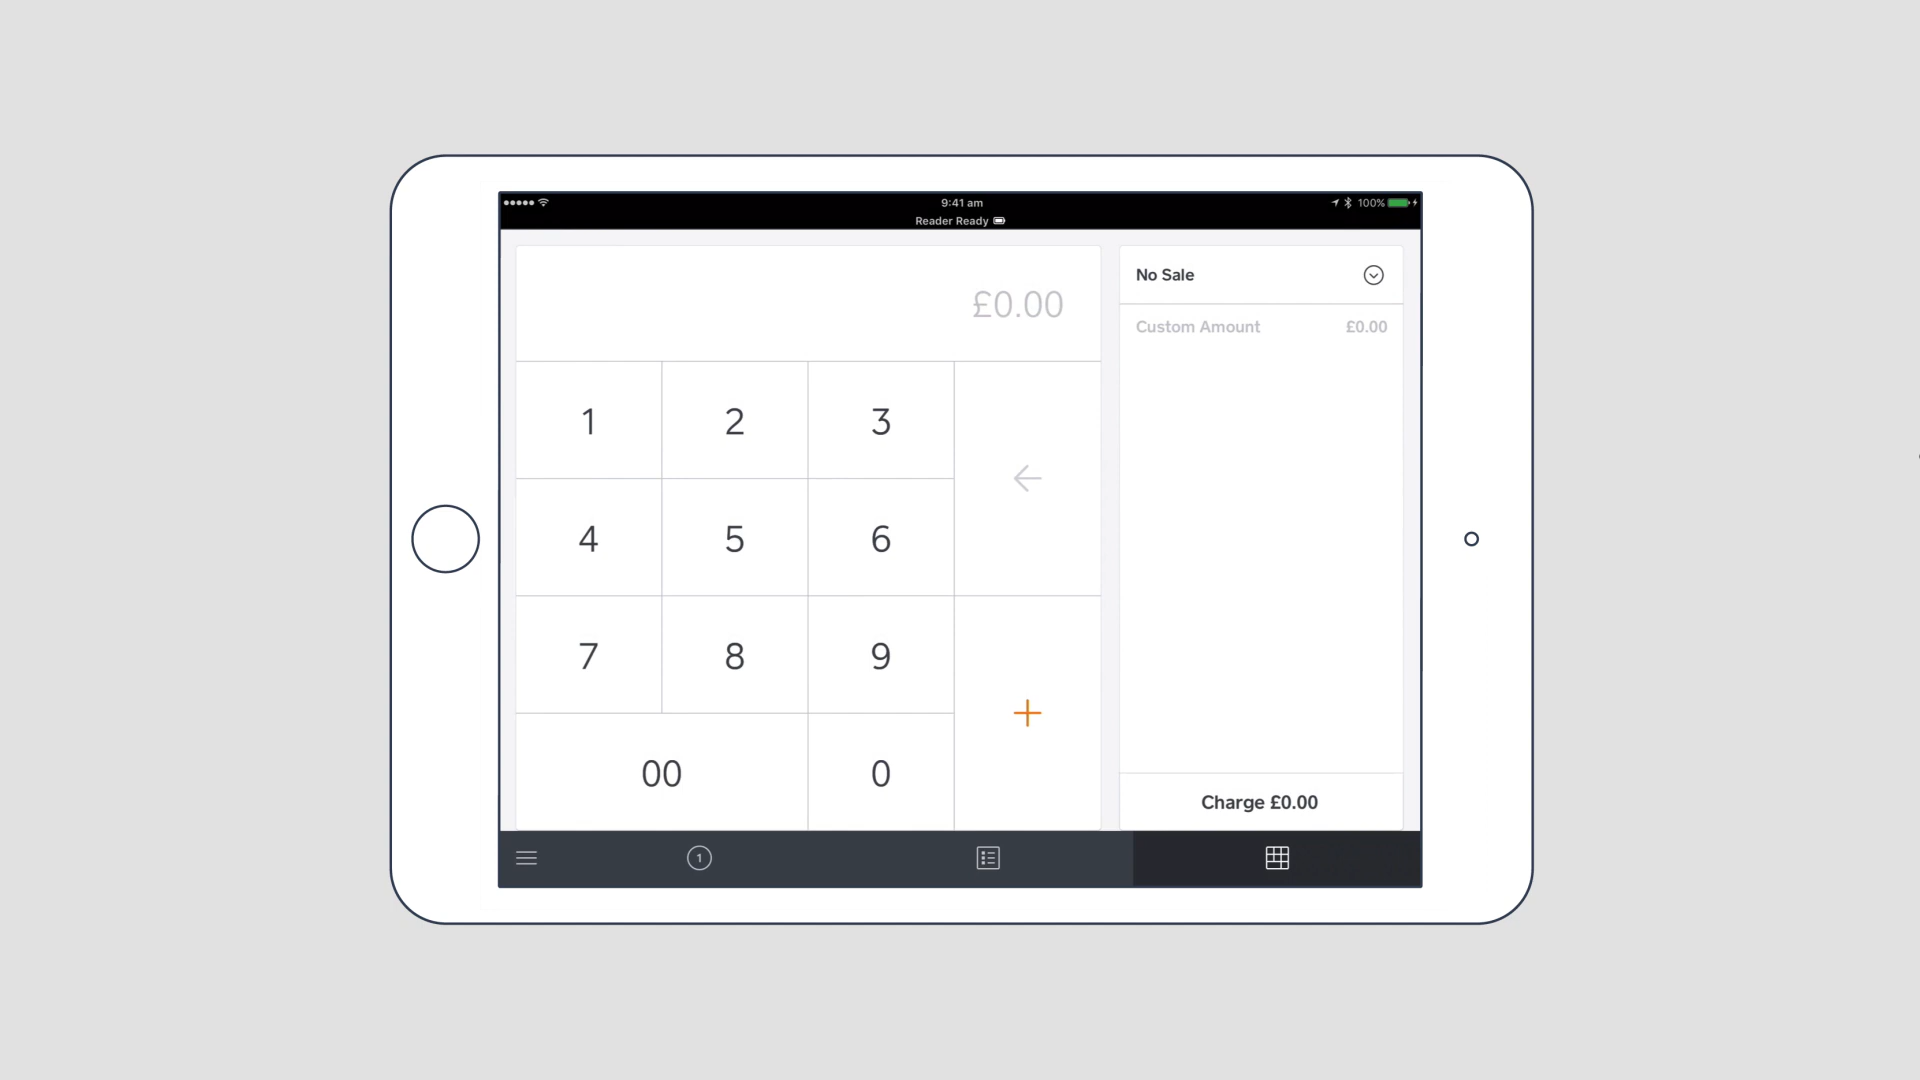 9:41 am
100%
Reader Ready
£0.00
No Sale
Custom Amount £0.00
1 2 3
4 5 6
7 8 9
00 0
Charge £0.00
1